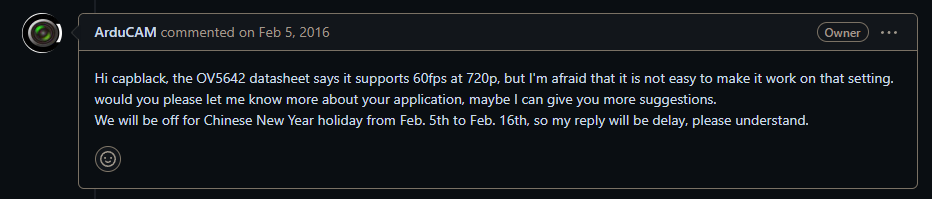 ArduCAM commented on Feb 5, 2016 Owner
Hi capblack, the OV5642 datasheet says it supports 60fps at 720p, but I'm afraid that it is not easy to make it work on that setting.
would you please let me know more about your application, maybe I can give you more suggestions.
We will be off for Chinese New Year holiday from Feb. 5th to Feb. 16th, so my reply will be delay, please understand.